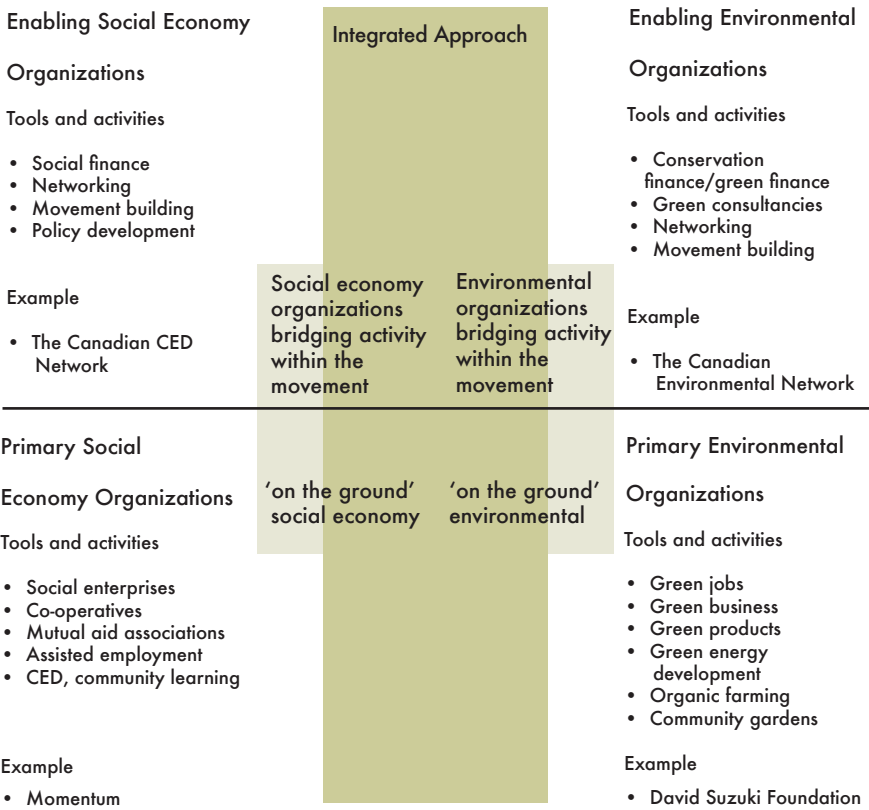 Enabling Social Economy
Organizations
Tools and activities
• Social finance
• Networking
• Movement building
• Policy development
Example
• The Canadian CED
Network
Integrated Approach
Enabling Environmental
Organizations
Tools and activities
• Conservation
finance/green finance
• Green consultancies
• Networking
• Movement building
Example
• The Canadian
Environmental Network
Social economy
organizations
bridging activity
within the
movement
Environmental
organizations
bridging activity
within the
movement
Primary Social
Economy Organizations
Tools and activities
• Social enterprises
• Co-operatives
• Mutual aid associations
• Assisted employment
• CED, community learning
Example
• Momentum
‘on the ground’
social economy
‘on the ground’
environmental
Primary Environmental
Organizations
Tools and activities
• Green jobs
• Green business
• Green products
• Green energy
development
• Organic farming
• Community gardens
Example
• David Suzuki Foundation